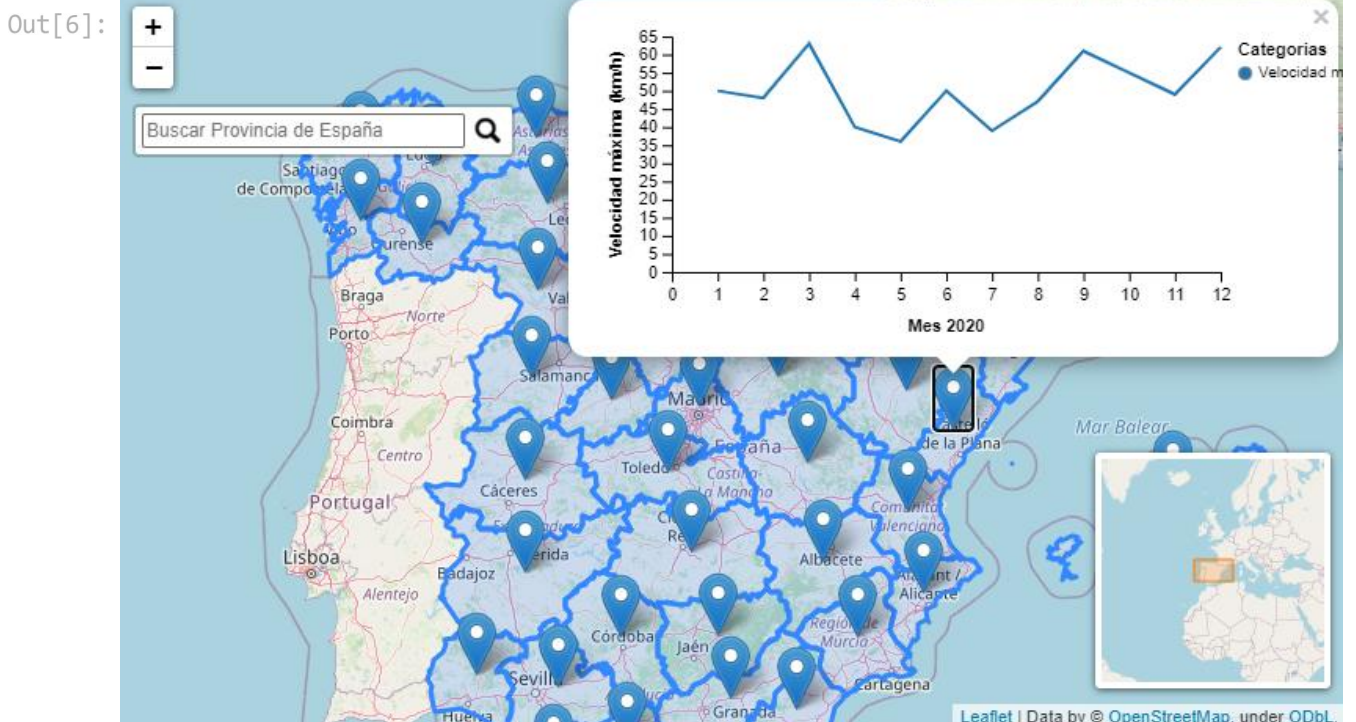 Out[6]:
+
−
Buscar Provincia de España
×
65
60
55
50
45
40
35
30
25
20
15
10
5
0
Velocidad máxima (km/h)
0 1 2 3 4 5 6 7 8 9 10 11 12
Mes 2020
Categorias
Velocidad m
Santiago
de Compostela
Ourense
Braga
Norte
Porto
Salamanc
Madrid
Coimbra
España
de la Plana
Mar Balear
Centro
Toledo
Castilla-
La Mancha
Cáceres
Portugal
Comunita
Valenciana
Lisboa
Mérida
Albacete
Badajoz
Alacant /
Alicante
Alentejo
Región de
Murcia
Córdoba
Jaén
Sevilla
Cartagena
Huelva
Granada
Leaflet | Data by © OpenStreetMap, under ODbL.